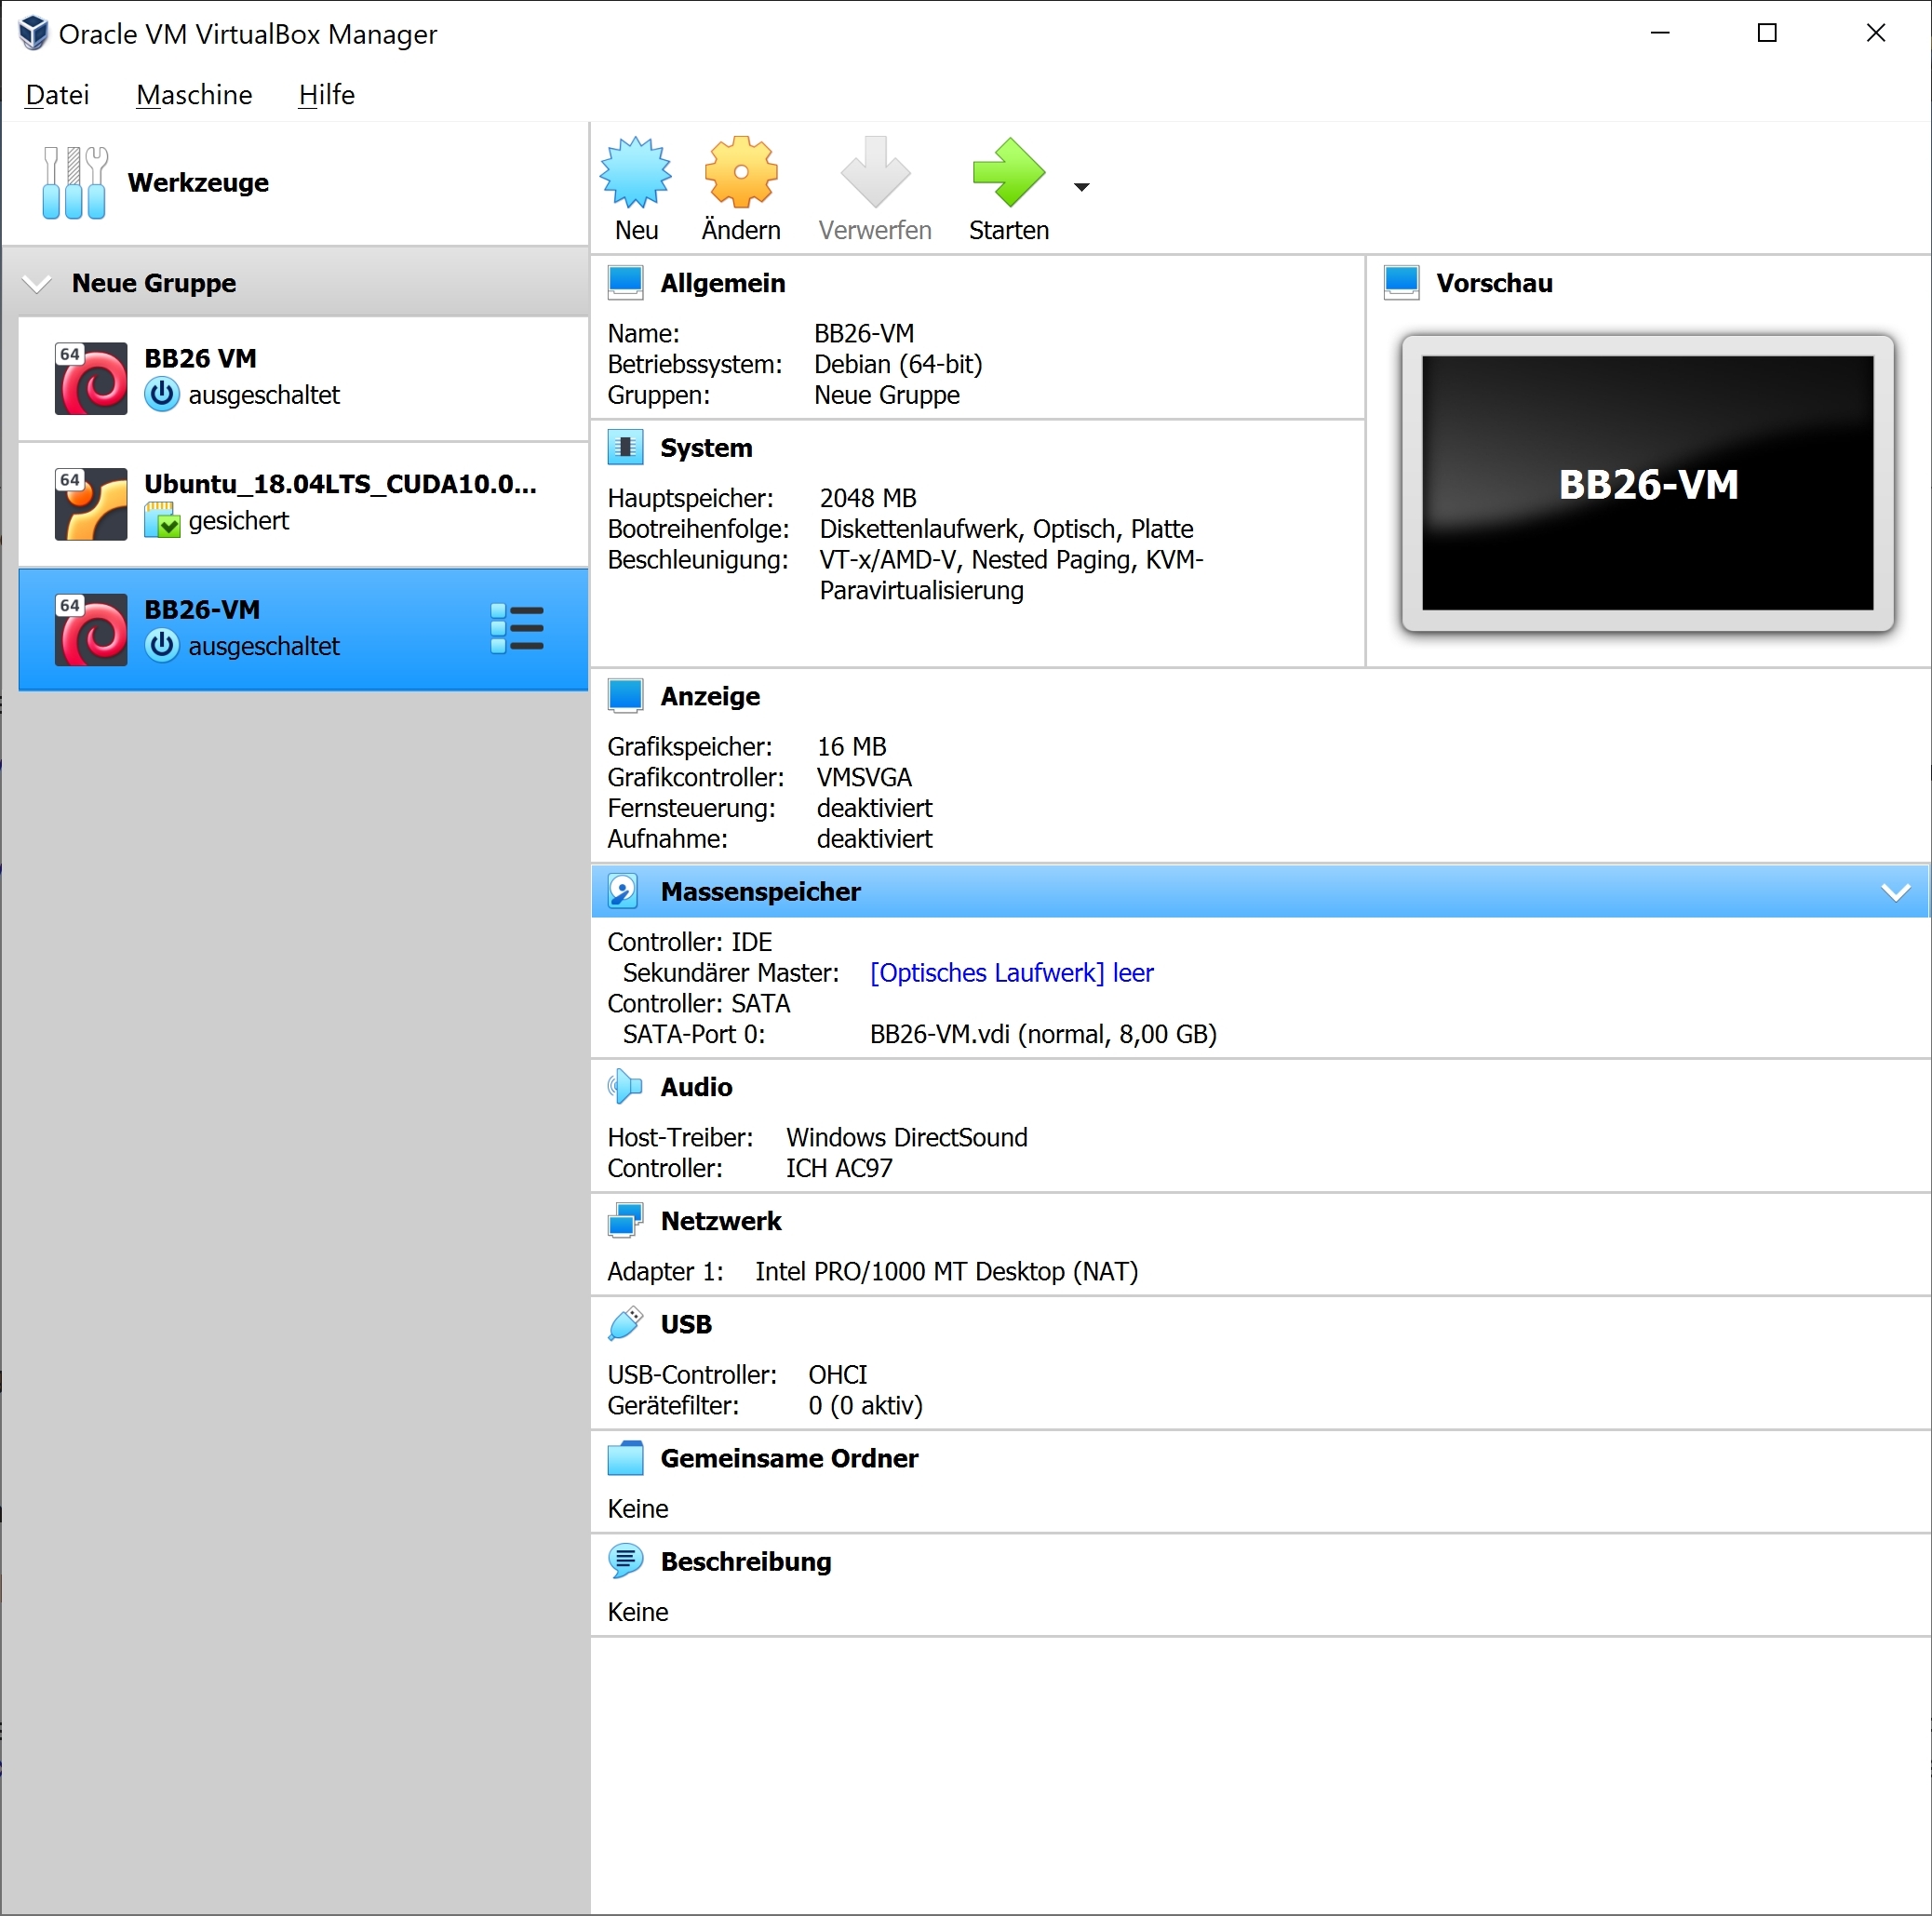 Oracle VM VirtualBox Manager
Datei Maschine Hilfe
Werkzeuge
Neu Ändern Verwerfen Starten
Neue Gruppe
64 BB26 VM
ausgeschaltet
64 Ubuntu_18.04LTS_CUDA10.0...
gesichert
64 BB26-VM
ausgeschaltet
Allgemein
Name: BB26-VM
Betriebssystem: Debian (64-bit)
Gruppen: Neue Gruppe
System
Hauptspeicher: 2048 MB
Bootreihenfolge: Diskettenlaufwerk, Optisch, Platte
Beschleunigung: VT-x/AMD-V, Nested Paging, KVM-
Paravirtualisierung
Vorschau
BB26-VM
Anzeige
Grafikspeicher: 16 MB
Grafikcontroller: VMSVGA
Fernsteuerung: deaktiviert
Aufnahme: deaktiviert
Massenspeicher
Controller: IDE
Sekundärer Master: [Optisches Laufwerk] leer
Controller: SATA
SATA-Port 0: BB26-VM.vdi (normal, 8,00 GB)
Audio
Host-Treiber: Windows DirectSound
Controller: ICH AC97
Netzwerk
Adapter 1: Intel PRO/1000 MT Desktop (NAT)
USB
USB-Controller: OHCI
Gerätefilter: 0 (0 aktiv)
Gemeinsame Ordner
Keine
Beschreibung
Keine